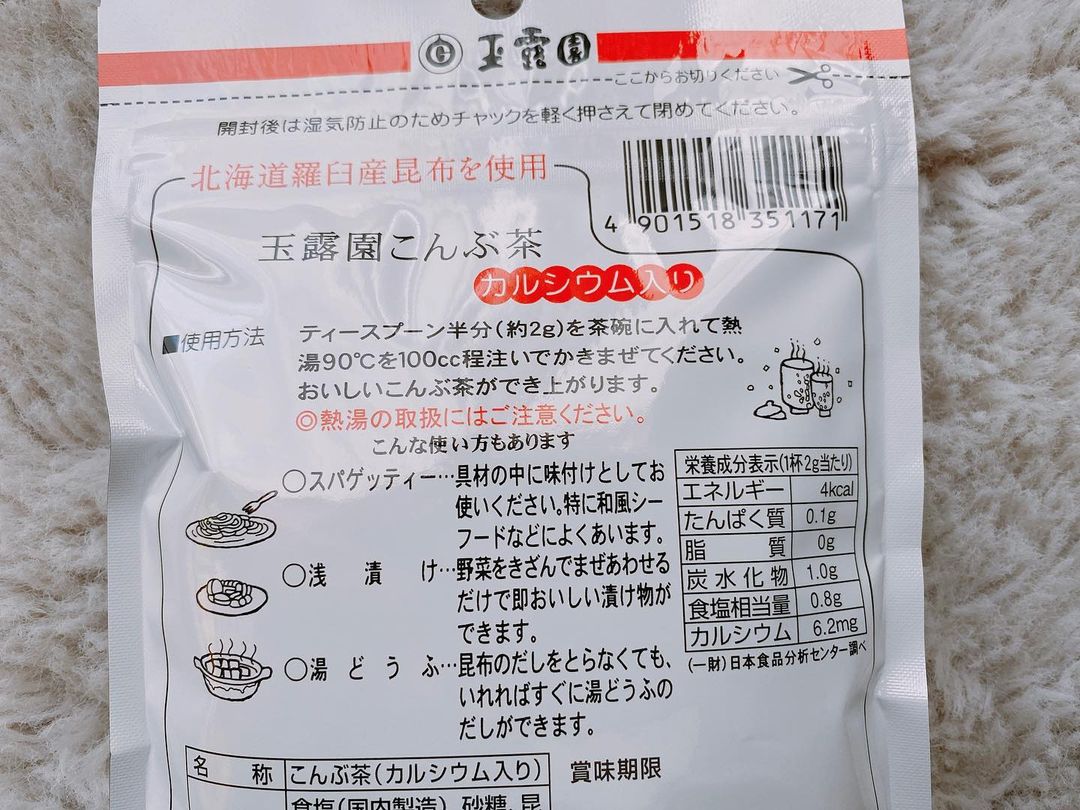 玉露園
ここからお切りください
開封後は湿気防止のためチャックを軽く押さえて閉めてください。
北海道羅臼産昆布を使用
4 901518 351171
玉露園こんぶ茶
カルシウム入り
■使用方法
ティースプーン半分(約2g)を茶碗に入れて熱
湯90℃を100cc程注いでかきまぜてください。
おいしいこんぶ茶ができ上がります。
◎熱湯の取扱にはご注意ください。
こんな使い方もあります
○スパゲッティー…具材の中に味付けとしてお
使いください。特に和風シー
フードなどによくあいます。
○浅漬け…野菜をきざんでまぜあわせる
だけで即おいしい漬け物が
できます。
○湯どうふ…昆布のだしをとらなくても、
いれればすぐに湯どうふの
だしができます。
栄養成分表示(1杯2g当たり)
エネルギー 4kcal
たんぱく質 0.1g
脂質 0g
炭水化物 1.0g
食塩相当量 0.8g
カルシウム 6.2mg
(一財)日本食品分析センター調べ
名称 こんぶ茶(カルシウム入り)
賞味期限
食塩(国内製造)、砂糖、昆